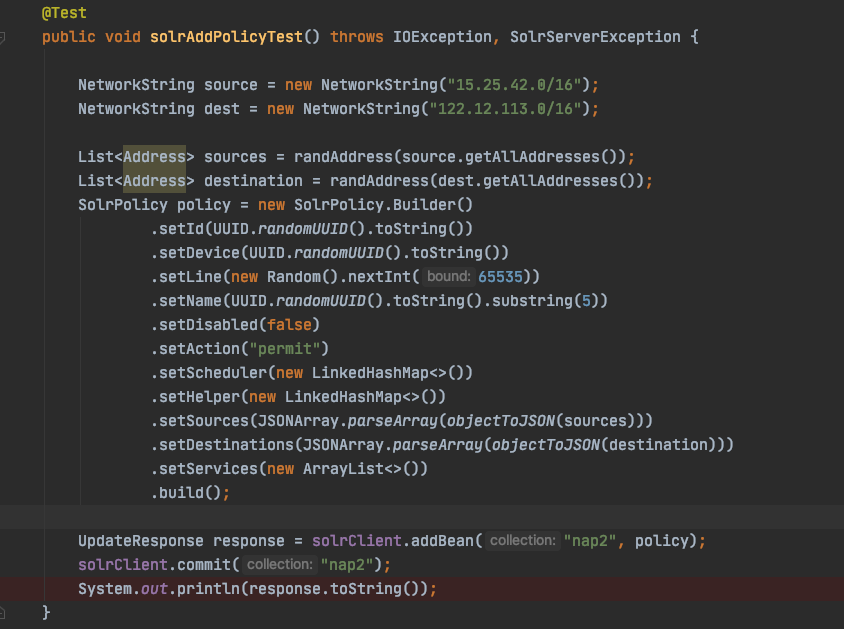 @Test
public void solrAddPolicyTest() throws IOException, SolrServerException {
NetworkString source = new NetworkString("15.25.42.0/16");
NetworkString dest = new NetworkString("122.12.113.0/16");
List<Address> sources = randAddress(source.getAllAddresses());
List<Address> destination = randAddress(dest.getAllAddresses());
SolrPolicy policy = new SolrPolicy.Builder()
.setId(UUID.randomUUID().toString())
.setDevice(UUID.randomUUID().toString())
.setLine(new Random().nextInt( bound: 65535))
.setName(UUID.randomUUID().toString().substring(5))
.setDisabled(false)
.setAction("permit")
.setScheduler(new LinkedHashMap<>())
.setHelper(new LinkedHashMap<>())
.setSources(JSONArray.parseArray(objectToJSON(sources)))
.setDestinations(JSONArray.parseArray(objectToJSON(destination)))
.setServices(new ArrayList<>())
.build();
UpdateResponse response = solrClient.addBean( collection: "nap2", policy);
solrClient.commit( collection: "nap2");
System.out.println(response.toString());
}